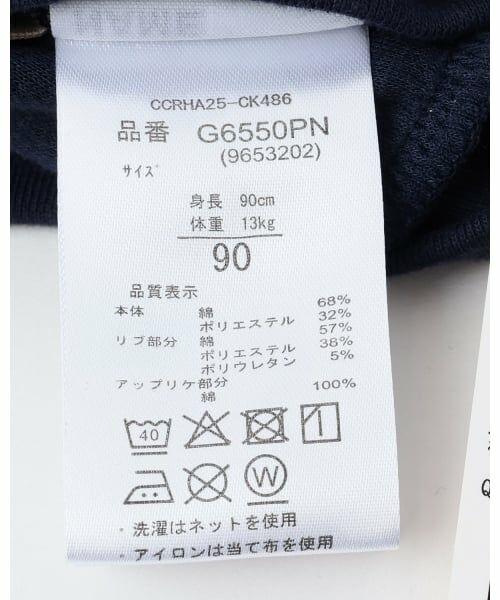 CCRHA25-CK486
品番 G6550PN
(9653202)
サイズ
身長 90cm
体重 13kg
90
品質表示
本体 綿 68%
ポリエステル 32%
リブ部分 綿 57%
ポリエステル 38%
ポリウレタン 5%
アップリケ部分
綿 100%
40
W
・洗濯はネットを使用
・アイロンは当て布を使用
Q